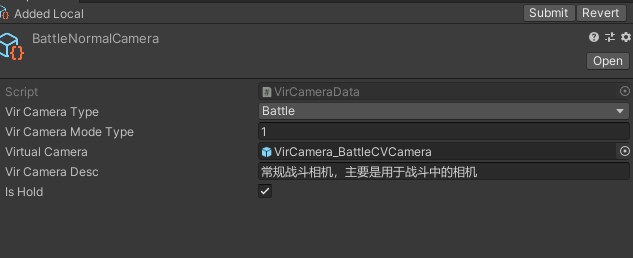 Added Local Submit Revert
BattleNormalCamera
Open
Script VirCameraData
Vir Camera Type Battle
Vir Camera Mode Type 1
Virtual Camera VirCamera_BattleCVCamera
Vir Camera Desc 常规战斗相机，主要是用于战斗中的相机
Is Hold